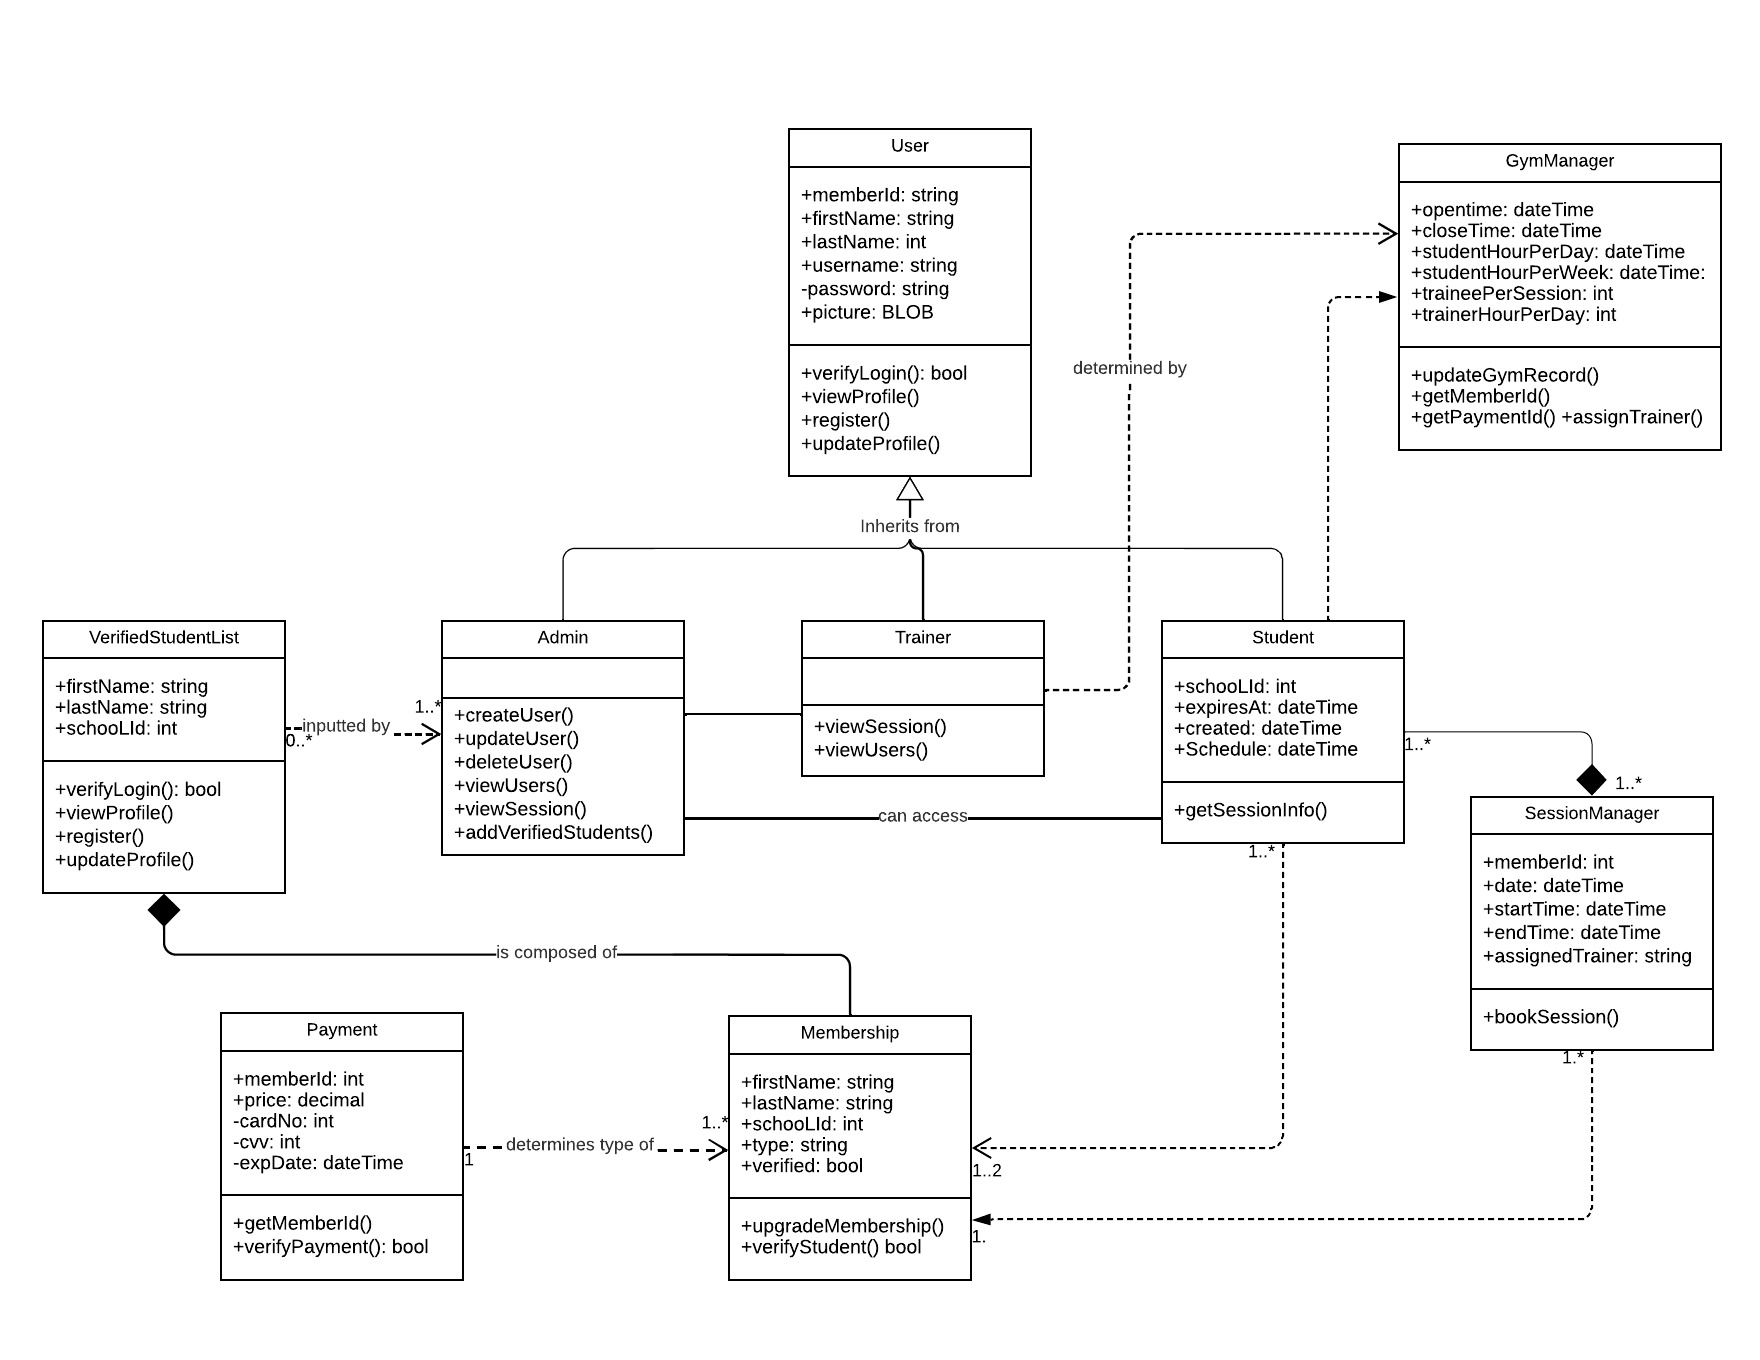 User
+memberId: string
+firstName: string
+lastName: int
+username: string
-password: string
+picture: BLOB
+verifyLogin(): bool
+viewProfile()
+register()
+updateProfile()
GymManager
+opentime: dateTime
+closeTime: dateTime
+studentHourPerDay: dateTime
+studentHourPerWeek: dateTime:
+traineePerSession: int
+trainerHourPerDay: int
+updateGymRecord()
+getMemberId()
+getPaymentId() +assignTrainer()
determined by
Inherits from
VerifiedStudentList
+firstName: string
+lastName: string
+schooLId: int
+verifyLogin(): bool
+viewProfile()
+register()
+updateProfile()
inputted by
0..*
1..*
Admin
+createUser()
+updateUser()
+deleteUser()
+viewUsers()
+viewSession()
+addVerifiedStudents()
Trainer
+viewSession()
+viewUsers()
can access
Student
+schooLId: int
+expiresAt: dateTime
+created: dateTime
+Schedule: dateTime
+getSessionInfo()
1..*
1..*
1..*
SessionManager
+memberId: int
+date: dateTime
+startTime: dateTime
+endTime: dateTime
+assignedTrainer: string
+bookSession()
1.*
is composed of
Payment
+memberId: int
+price: decimal
-cardNo: int
-cvv: int
-expDate: dateTime
+getMemberId()
+verifyPayment(): bool
1
determines type of
1..*
Membership
+firstName: string
+lastName: string
+schooLId: int
+type: string
+verified: bool
+upgradeMembership()
+verifyStudent() bool
1..2
1.